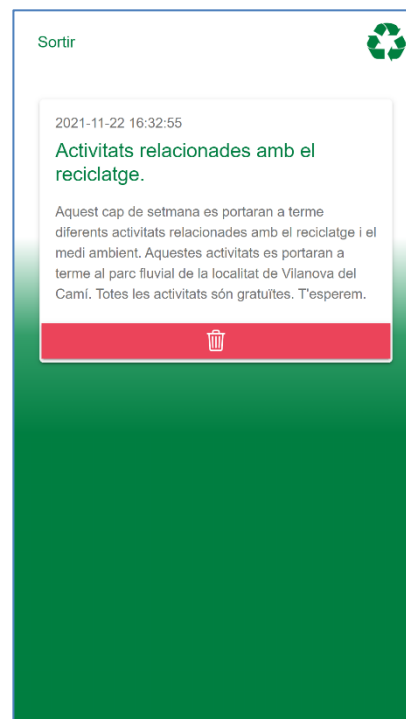 Sortir
2021-11-22 16:32:55
Activitats relacionades amb el
reciclatge.
Aquest cap de setmana es portaran a terme
diferents activitats relacionades amb el reciclatge i el
medi ambient. Aquestes activitats es portaran a
terme al parc fluvial de la localitat de Vilanova del
Camí. Totes les activitats són gratuïtes. T'esperem.